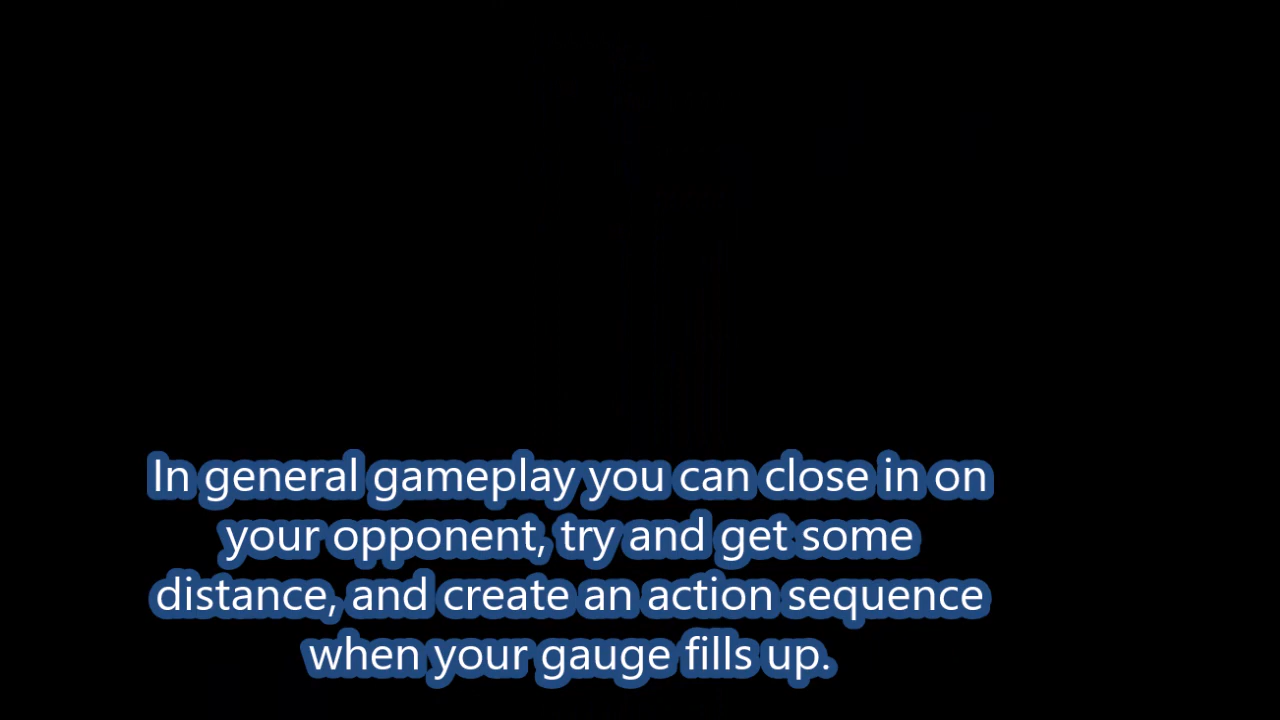 In general gameplay you can close in on
your opponent, try and get some
distance, and create an action sequence
when your gauge fills up.